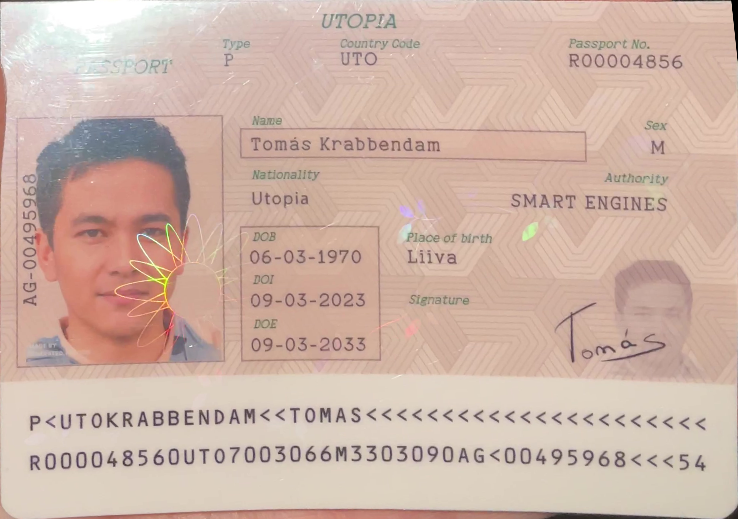 UTOPIA
PASSPORT
Type
P
Country Code
UTO
Passport No.
R00004856
Name
Tomás Krabbendam
Sex
M
Nationality
Utopia
Authority
SMART ENGINES
AG-00495968
DOB
06-03-1970
Place of birth
Liiva
DOI
09-03-2023
Signature
Tomás
DOE
09-03-2033
P<UTOKRABBENDAM<<TOMAS<<<<<<<<<<<<<<<<<<<<<<
R000048560UTO7003066M3303090AG<00495968<<<54